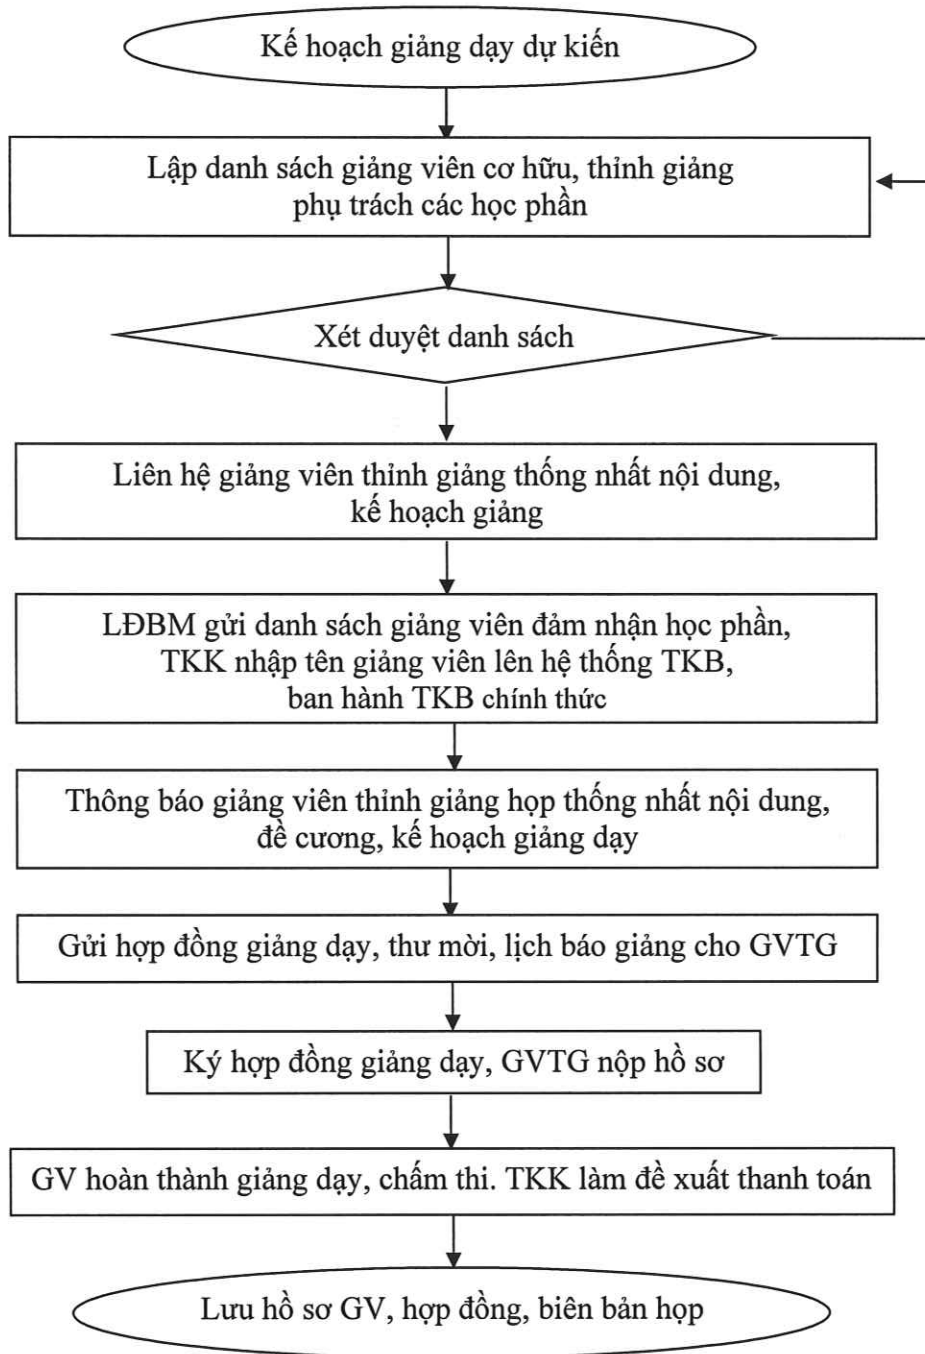 Kế hoạch giảng dạy dự kiến
Lập danh sách giảng viên cơ hữu, thỉnh giảng
phụ trách các học phần
Xét duyệt danh sách
Liên hệ giảng viên thỉnh giảng thống nhất nội dung,
kế hoạch giảng
LĐBM gửi danh sách giảng viên đảm nhận học phần,
TKK nhập tên giảng viên lên hệ thống TKB,
ban hành TKB chính thức
Thông báo giảng viên thỉnh giảng họp thống nhất nội dung,
đề cương, kế hoạch giảng dạy
Gửi hợp đồng giảng dạy, thư mời, lịch báo giảng cho GVTG
Ký hợp đồng giảng dạy, GVTG nộp hồ sơ
GV hoàn thành giảng dạy, chấm thi. TKK làm đề xuất thanh toán
Lưu hồ sơ GV, hợp đồng, biên bản họp